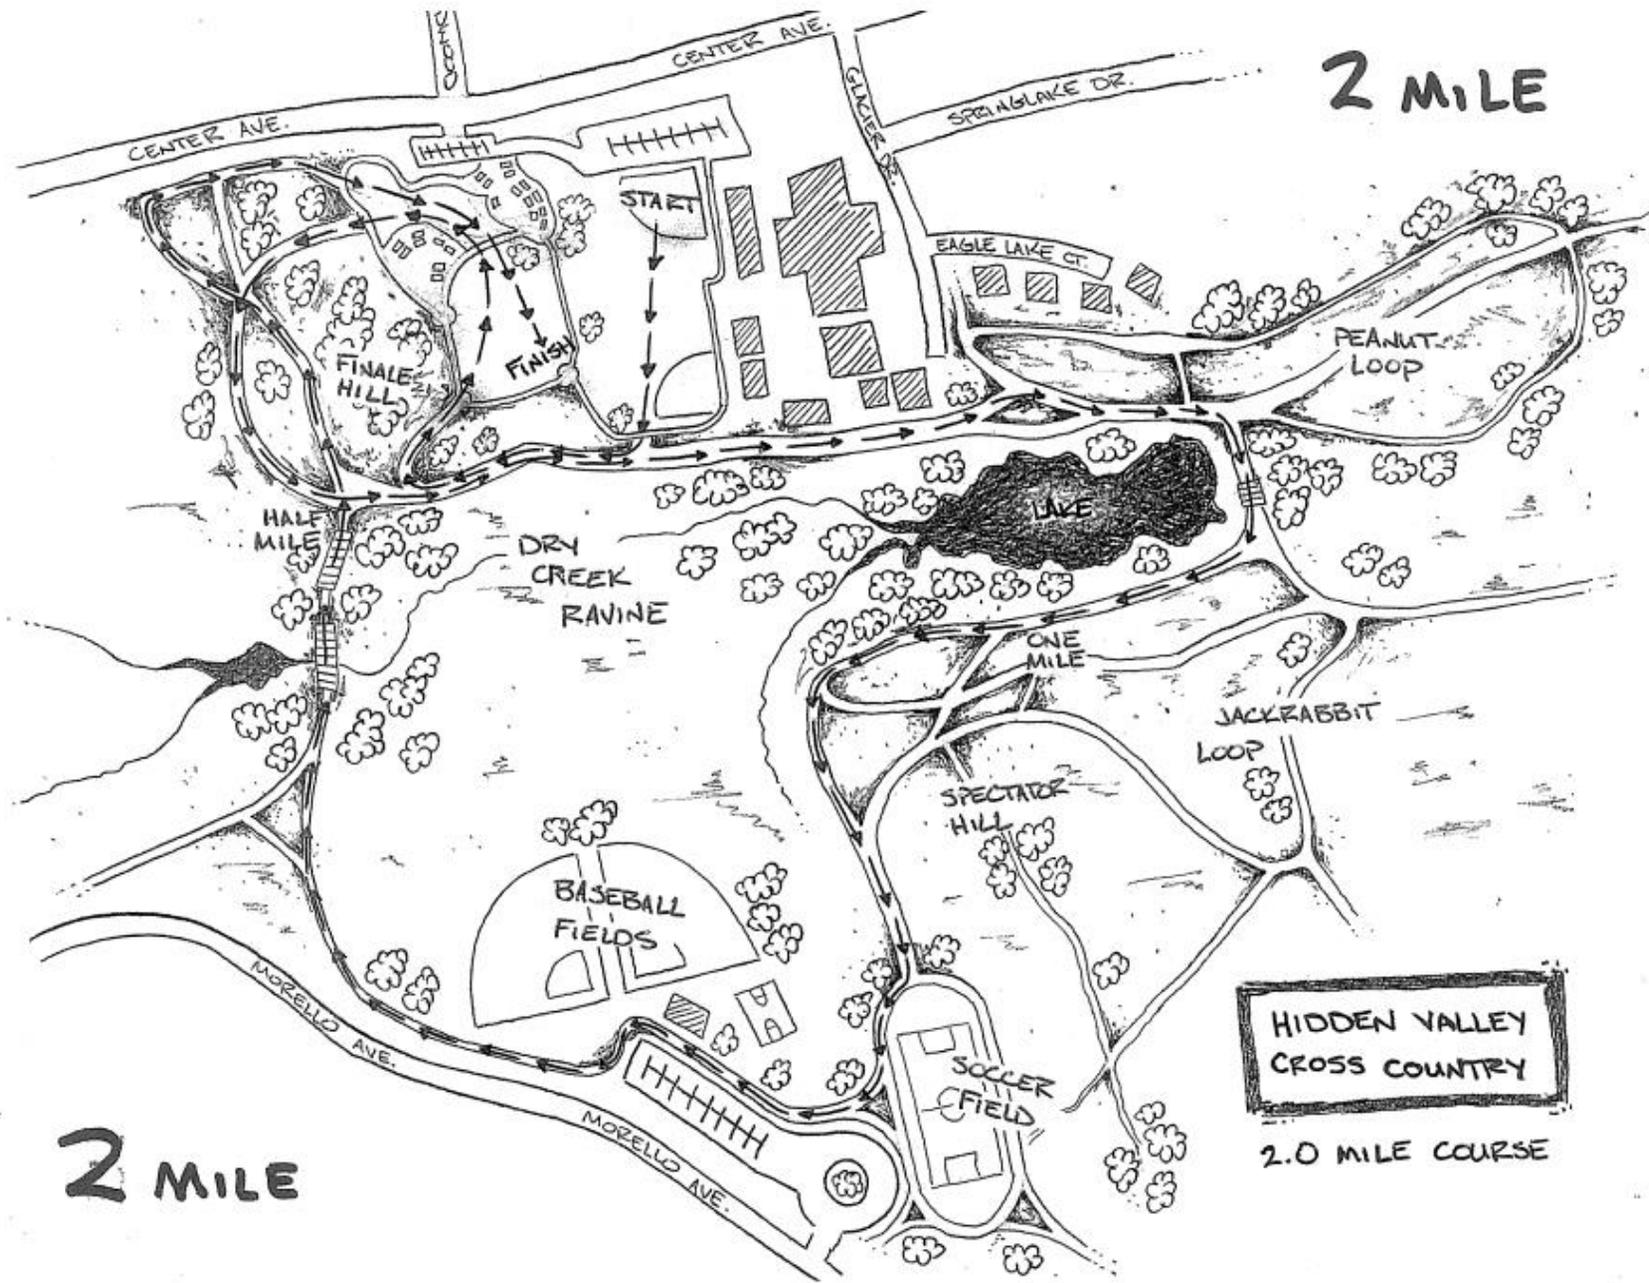 CENTER AVE.
CENTER AVE.
GLACIER DR.
SPRINGLAKE DR.
2 MILE
START
EAGLE LAKE CT.
PEANUT
LOOP
FINISH
FINALE
HILL
HALF
MILE
LAKE
DRY
CREEK
RAVINE
ONE
MILE
JACKRABBIT
LOOP
SPECTATOR
HILL
BASEBALL
FIELDS
MORELLO
AVE.
SOCCER
FIELD
HIDDEN VALLEY
CROSS COUNTRY
2.0 MILE COURSE
MORELLO AVE.
2 MILE